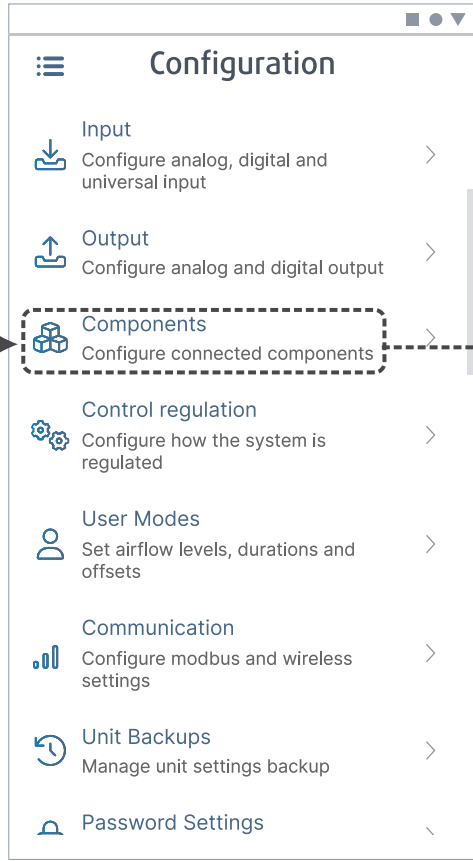 Configuration
Input
Configure analog, digital and
universal input
Output
Configure analog and digital output
Components
Configure connected components
Control regulation
Configure how the system is
regulated
User Modes
Set airflow levels, durations and
offsets
Communication
Configure modbus and wireless
settings
Unit Backups
Manage unit settings backup
Password Settings